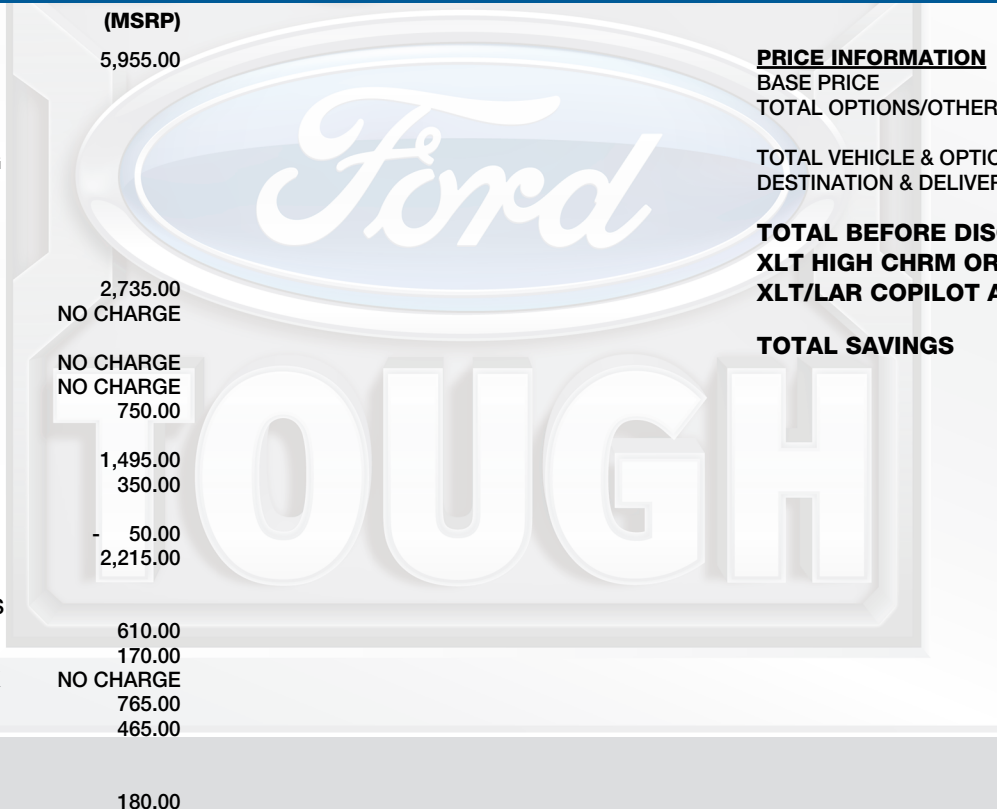 (MSRP)
5,955.00
2,735.00
NO CHARGE
NO CHARGE
NO CHARGE
750.00
1,495.00
350.00
- 50.00
2,215.00
610.00
170.00
NO CHARGE
765.00
465.00
180.00
PRICE INFORMATION
BASE PRICE
TOTAL OPTIONS/OTHER
TOTAL VEHICLE & OPTIO
DESTINATION & DELIVER
TOTAL BEFORE DIS
XLT HIGH CHRM OR
XLT/LAR COPILOT A
TOTAL SAVINGS
Ford
TOUGH